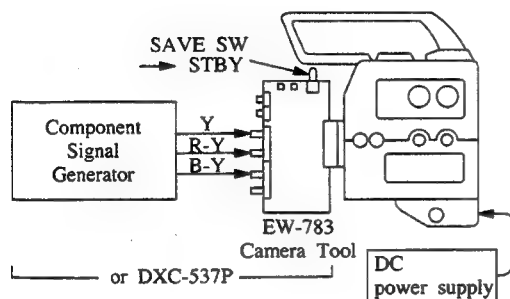 SAVE SW
STBY
Component
Signal
Generator
Y
R-Y
B-Y
EW-783
Camera Tool
or DXC-537P
DC
power supply